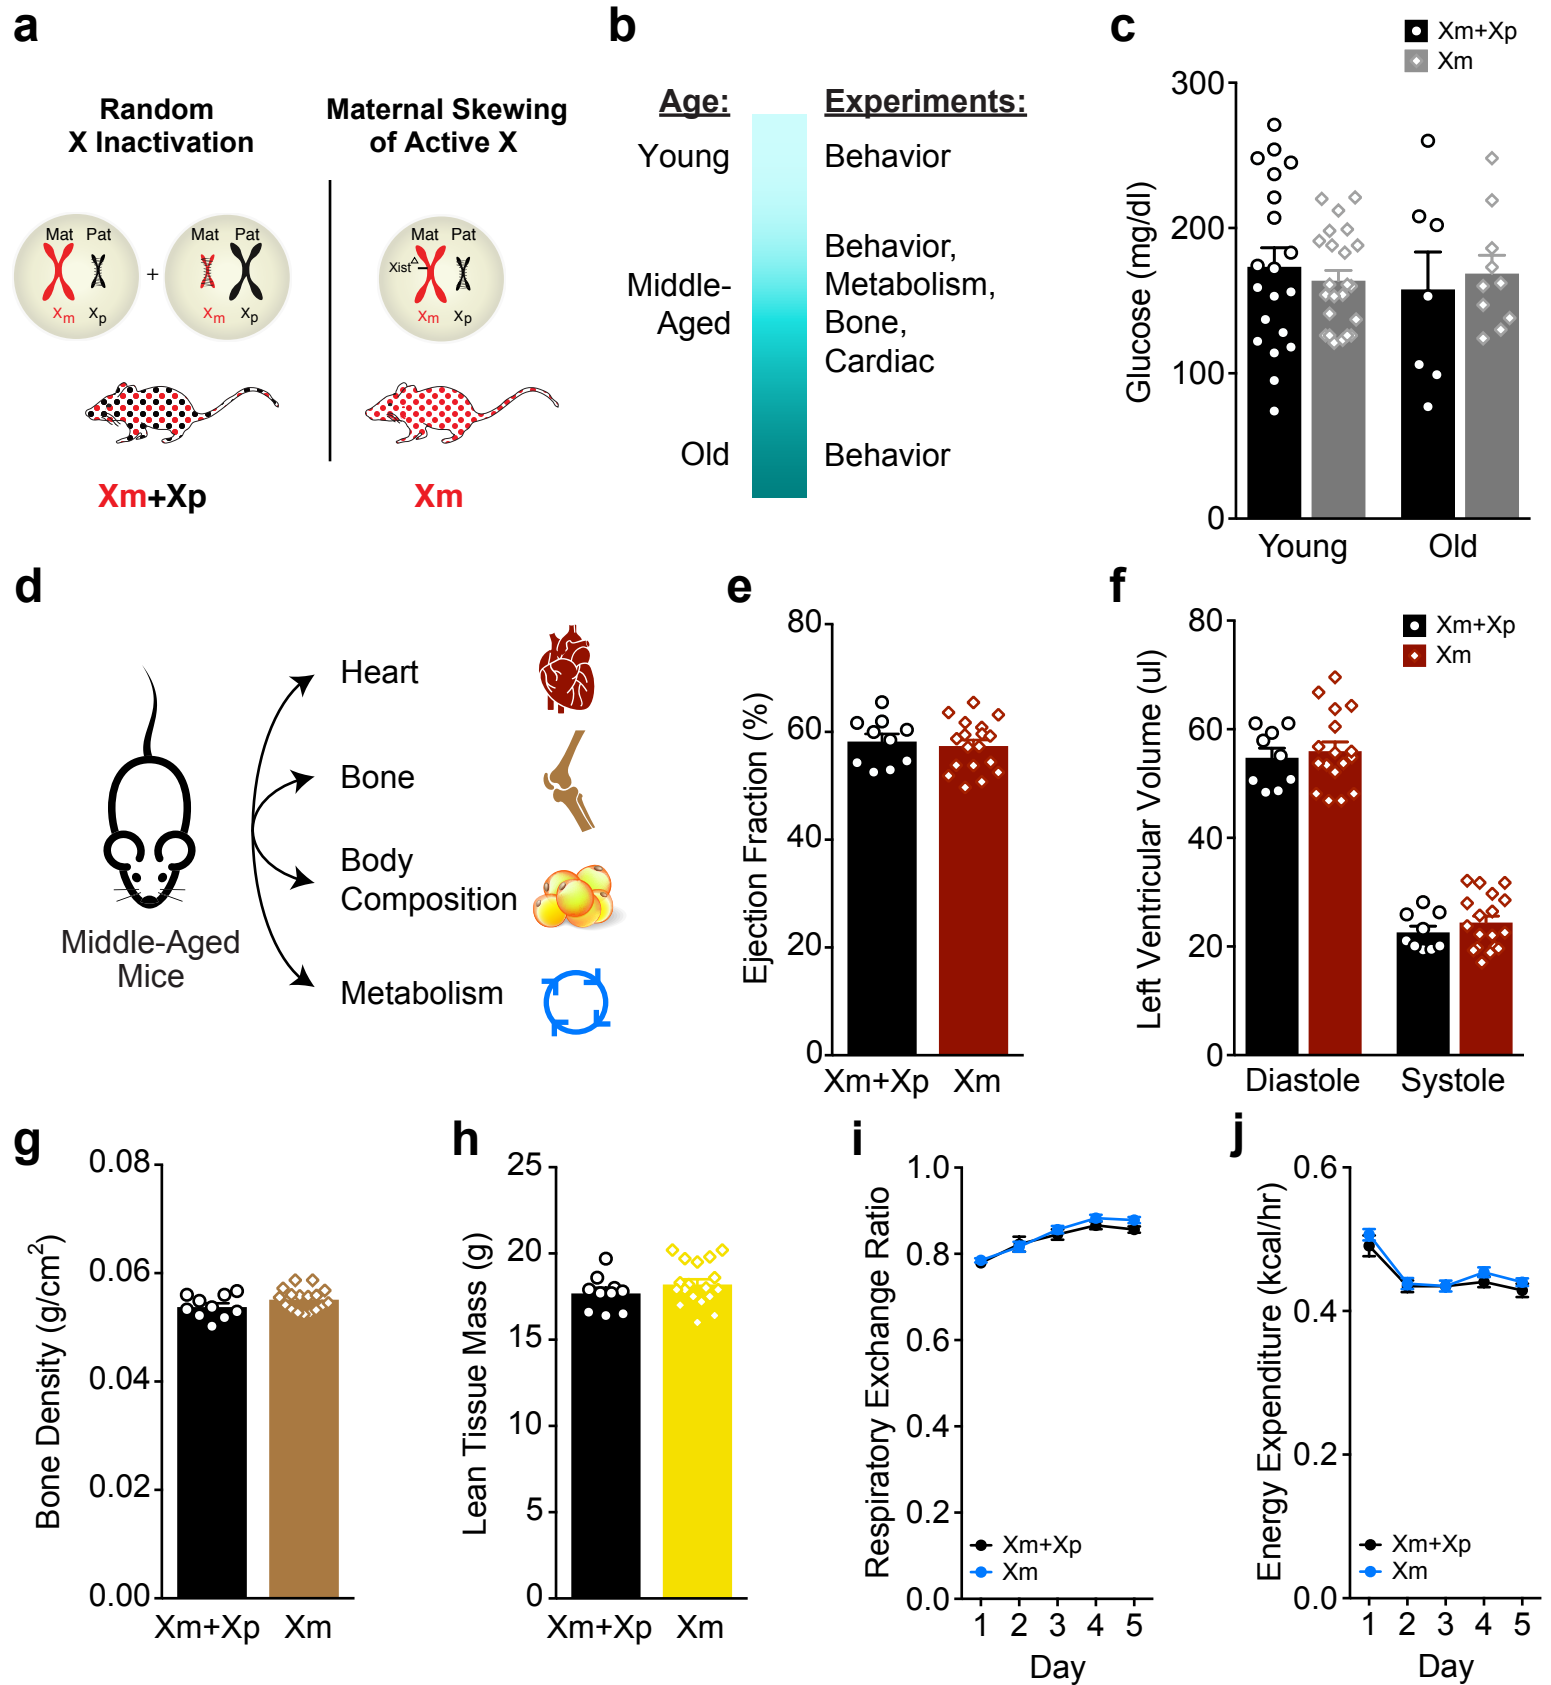 a
Random
X Inactivation
Maternal Skewing
of Active X
Mat Pat
Xm Xp
+
Mat Pat
Xm Xp
Mat Pat
Xist^Δ
Xm Xp
Xm+Xp
Xm
b
Age:
Experiments:
Young
Behavior
Middle-
Aged
Behavior,
Metabolism,
Bone,
Cardiac
Old
Behavior
c
Xm+Xp
Xm
Glucose (mg/dl)
300
200
100
0
Young
Old
d
Middle-Aged
Mice
Heart
Bone
Body
Composition
Metabolism
e
Ejection Fraction (%)
80
60
40
20
0
Xm+Xp
Xm
f
Xm+Xp
Xm
Left Ventricular Volume (ul)
80
60
40
20
0
Diastole
Systole
g
Bone Density (g/cm²)
0.08
0.06
0.04
0.02
0.00
Xm+Xp
Xm
h
Lean Tissue Mass (g)
25
20
15
10
5
0
Xm+Xp
Xm
i
Respiratory Exchange Ratio
1.0
0.8
0.6
0.4
0.2
0.0
Xm+Xp
Xm
1 2 3 4 5
Day
j
Energy Expenditure (kcal/hr)
0.6
0.4
0.2
0.0
Xm+Xp
Xm
1 2 3 4 5
Day